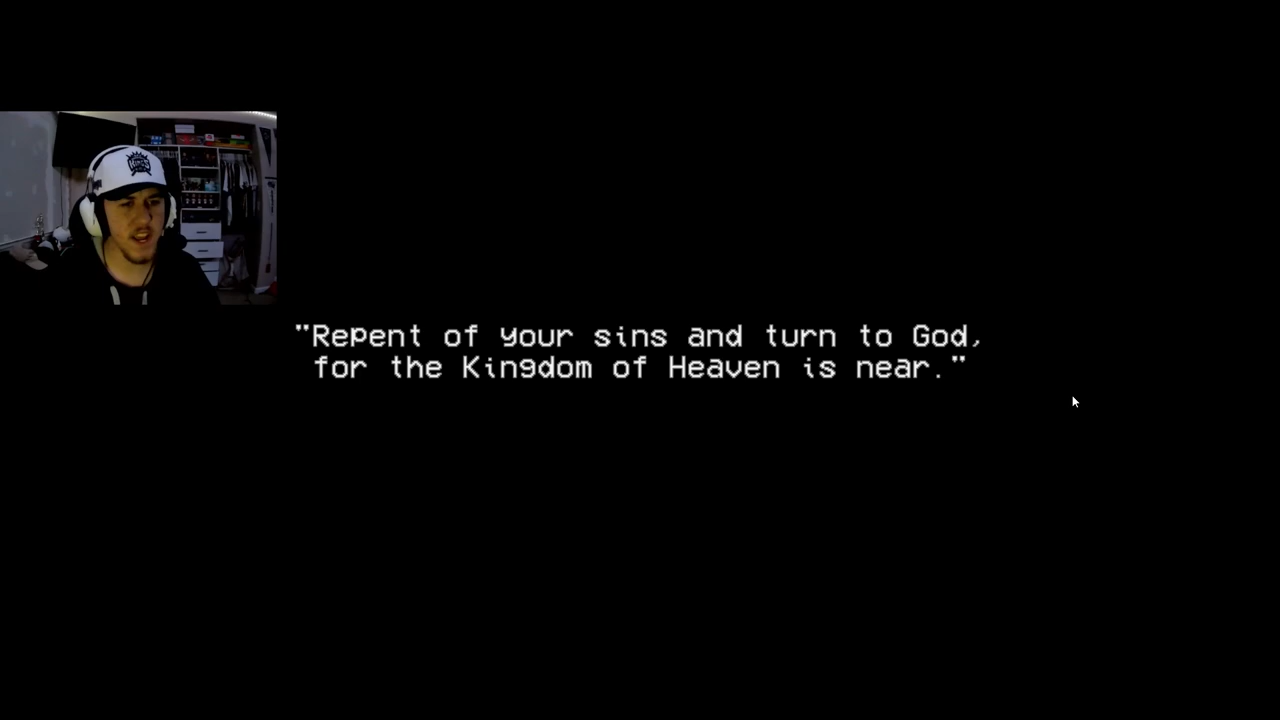 "Repent of your sins and turn to God,
for the Kingdom of Heaven is near."